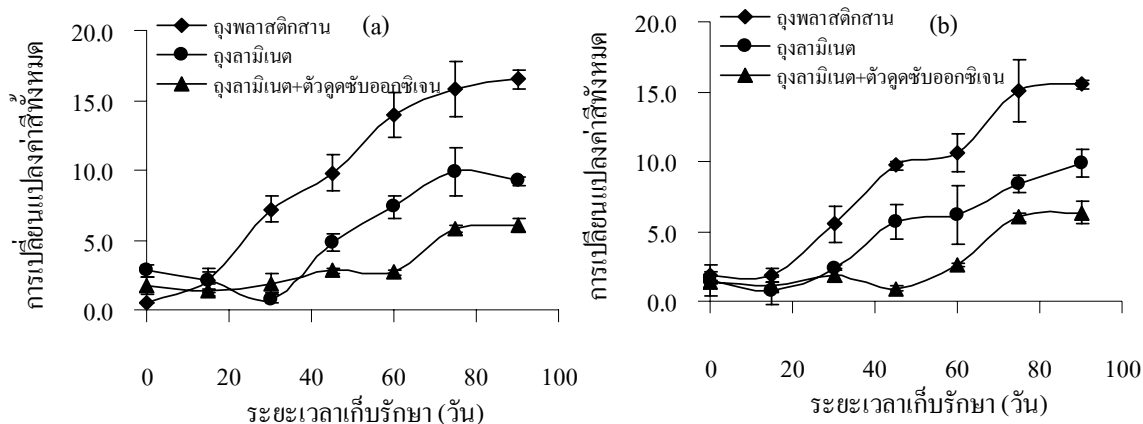 ถุงพลาสติกสาน
ถุงลามิเนต
ถุงลามิเนต+ตัวดูดซับออกซิเจน
(a)
การเปลี่ยนแปลงค่าสีทั้งหมด
20.0
15.0
10.0
5.0
0.0
0 20 40 60 80 100
ระยะเวลาเก็บรักษา (วัน)
ถุงพลาสติกสาน
ถุงลามิเนต
ถุงลามิเนต+ตัวดูดซับออกซิเจน
(b)
การเปลี่ยนแปลงค่าสีทั้งหมด
20.0
15.0
10.0
5.0
0.0
0 20 40 60 80 100
ระยะเวลาเก็บรักษา (วัน)